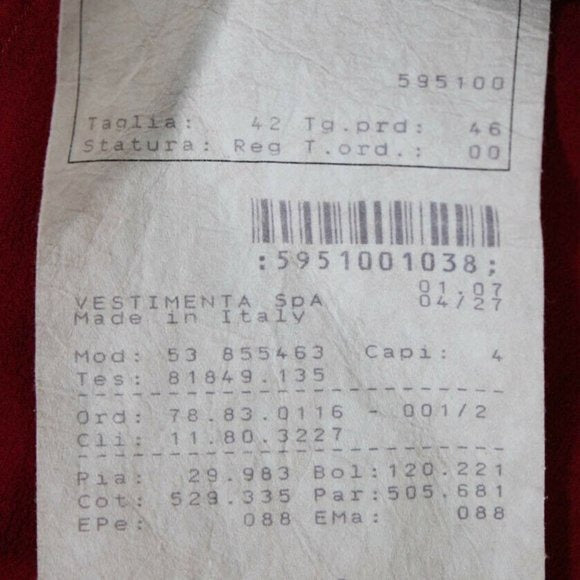 595100
Taglia: 42 Tg.prd: 46
Statura: Reg T.ord.: 00
:5951001038;
01.07
VESTIMENTA SpA 04/27
Made in Italy
Mod: 53 855463 Capi: 4
Tes: 81849.135
Ord: 78.83.0116 - 001/2
Cli: 11.80.3227
Pia: 29.983 Bol:120.221
Cot: 529.335 Par:505.681
EPe: 088 EMa: 088